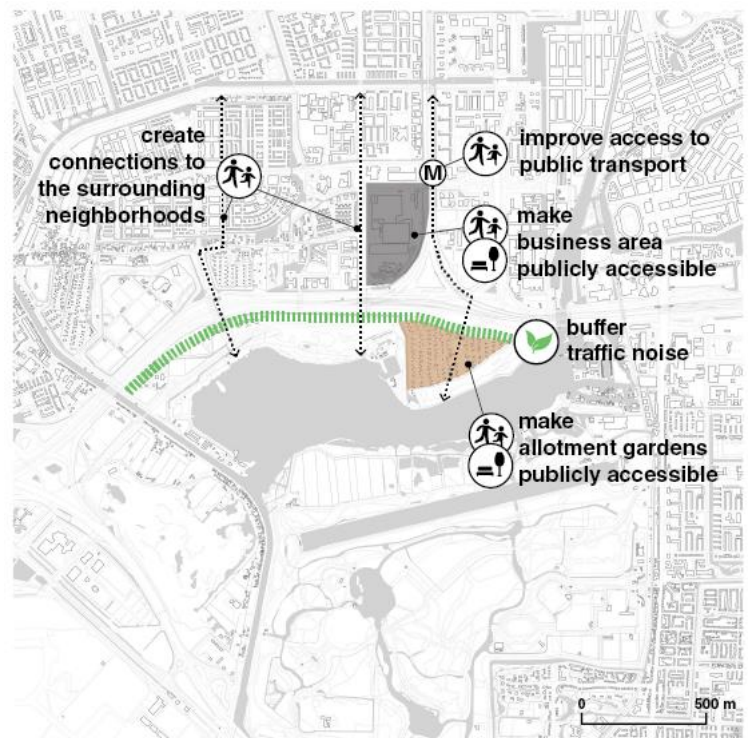 create
connections to
the surrounding
neighborhoods
M
improve access to
public transport
make
business area
publicly accessible
buffer
traffic noise
make
allotment gardens
publicly accessible
0 500 m